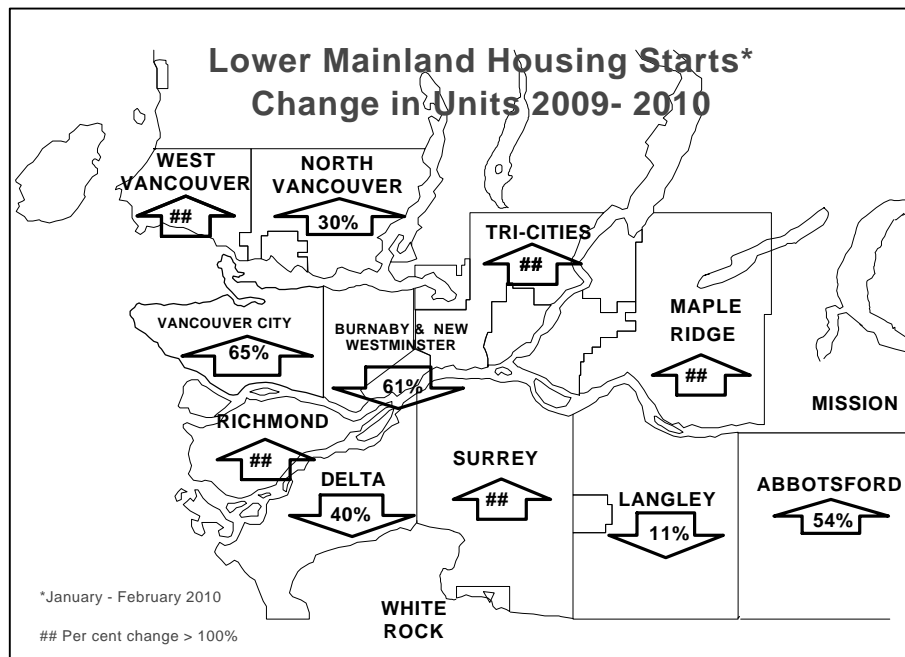 Lower Mainland Housing Starts*
Change in Units 2009- 2010
WEST
VANCOUVER
##
NORTH
VANCOUVER
30%
TRI-CITIES
##
VANCOUVER CITY
65%
BURNABY & NEW
WESTMINSTER
61%
MAPLE
RIDGE
##
MISSION
RICHMOND
##
DELTA
40%
SURREY
##
LANGLEY
11%
ABBOTSFORD
54%
WHITE
ROCK
*January - February 2010
## Per cent change > 100%